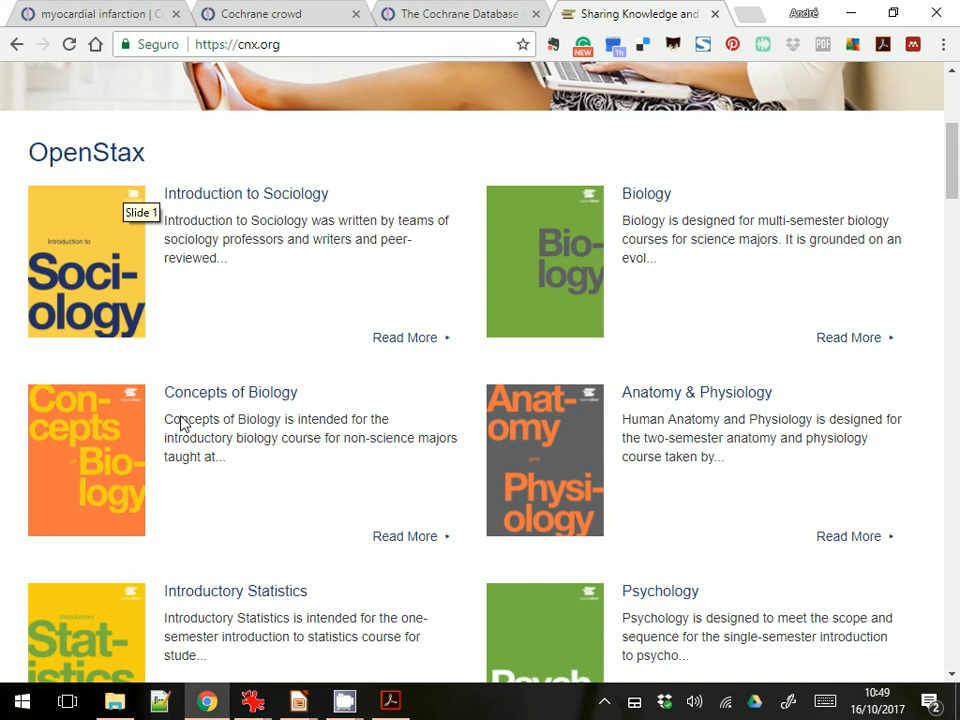 myocardial infarction | C
Cochrane crowd
The Cochrane Database
Sharing Knowledge and
André
Seguro
https://cnx.org
NEW
1h
PDF
OpenStax
Introduction to
Soci-
ology
Slide 1
Introduction to Sociology
Introduction to Sociology was written by teams of
sociology professors and writers and peer-
reviewed...
Read More
Bio-
logy
Biology
Biology is designed for multi-semester biology
courses for science majors. It is grounded on an
evol...
Read More
Con-
cepts
of
Bio-
logy
Concepts of Biology
Concepts of Biology is intended for the
introductory biology course for non-science majors
taught at...
Read More
Anat-
omy
and
Physi-
ology
Anatomy & Physiology
Human Anatomy and Physiology is designed for
the two-semester anatomy and physiology
course taken by...
Read More
Introductory
Stat-
istics
Introductory Statistics
Introductory Statistics is intended for the one-
semester introduction to statistics course for
stude...
Psych
Psychology
Psychology is designed to meet the scope and
sequence for the single-semester introduction
to psycho...
10:49
16/10/2017
2